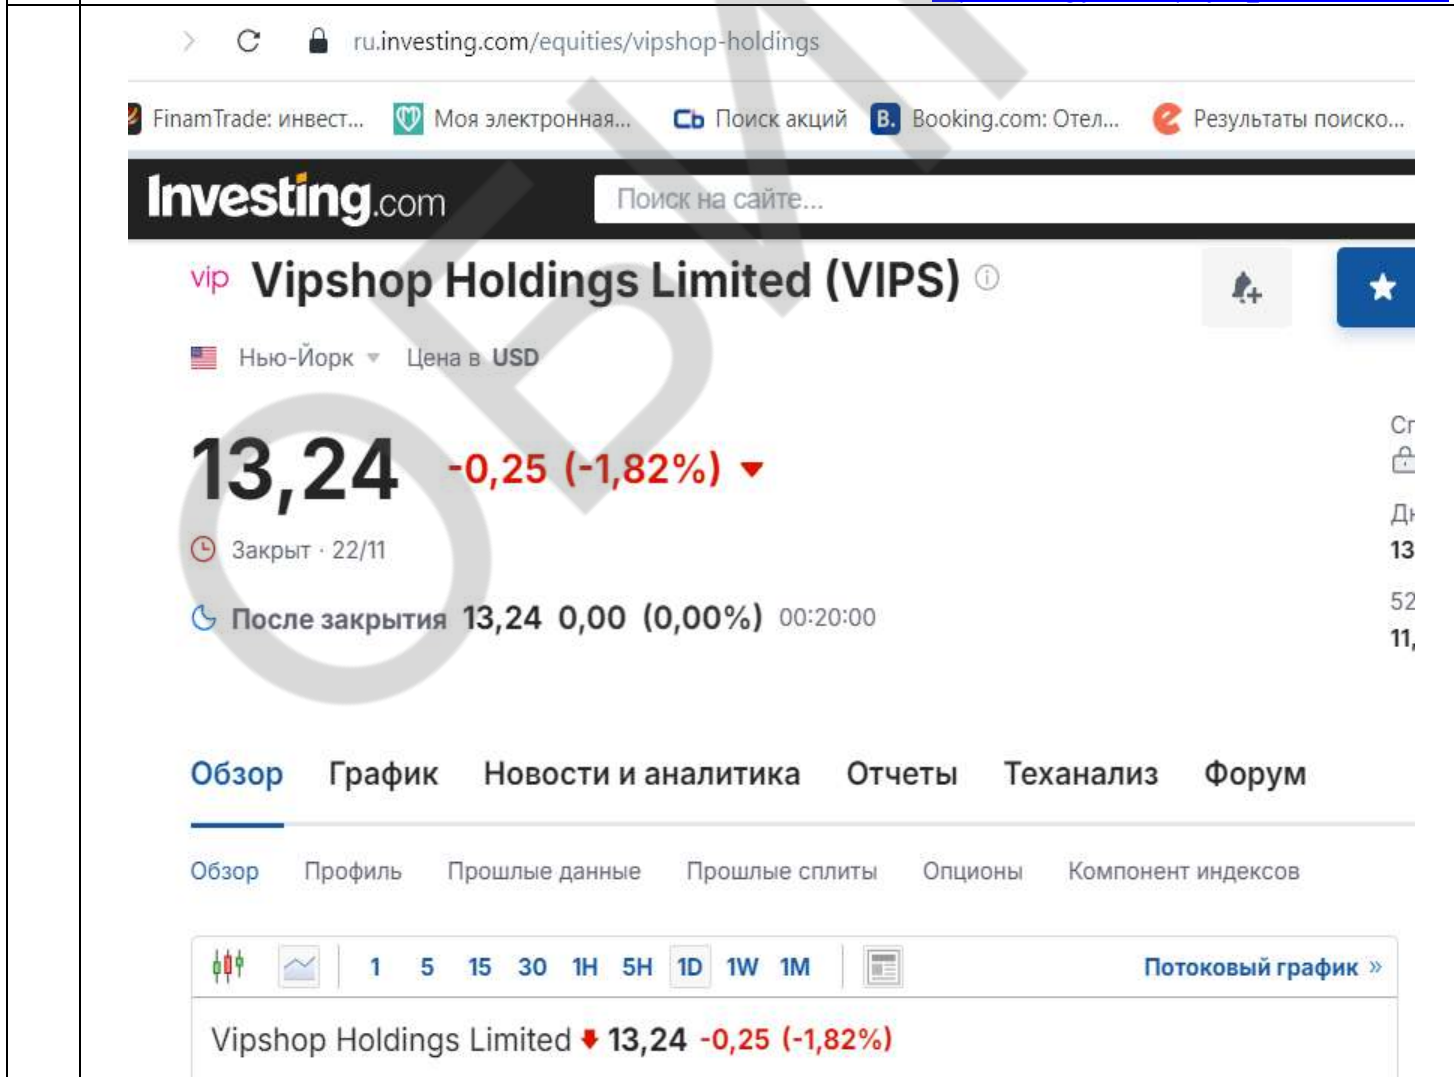 ru.investing.com/equities/vipshop-holdings
FinamTrade: инвест... Моя электронная... Cb Поиск акций B. Booking.com: Отел... Результаты поиско...
Investing.com Поиск на сайте...
vip Vipshop Holdings Limited (VIPS)
Нью-Йорк Цена в USD
13,24 -0,25 (-1,82%)
Закрыт · 22/11
13
После закрытия 13,24 0,00 (0,00%) 00:20:00
52
11,
Обзор График Новости и аналитика Отчеты Теханализ Форум
Обзор Профиль Прошлые данные Прошлые сплиты Опционы Компонент индексов
1 5 15 30 1H 5H 1D 1W 1M Потоковый график »
Vipshop Holdings Limited 13,24 -0,25 (-1,82%)